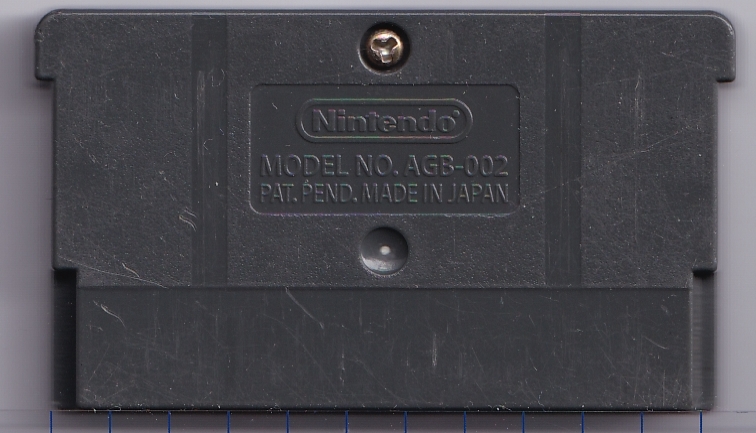 Nintendo
MODEL NO. AGB-002
PAT. PEND. MADE IN JAPAN